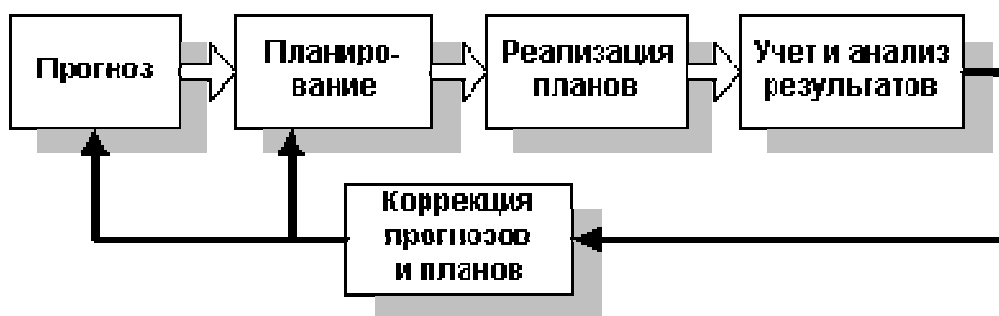 Прогноз
Планиро-
вание
Реализация
планов
Учет и анализ
результатов
Коррекция
прогнозов
и планов